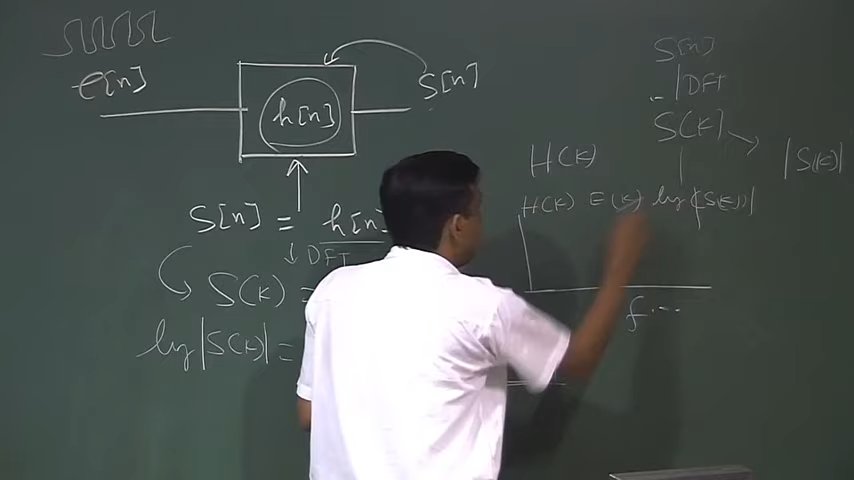 e[n]
h[n]
S[n]
S[n] = h[n]
↓ DFT
S(K) =
log |S(K)| =
S[n]
| DFT
S(K) → |S(K)|
H(K)
H(K) E(K) log |S(K)|
f ...